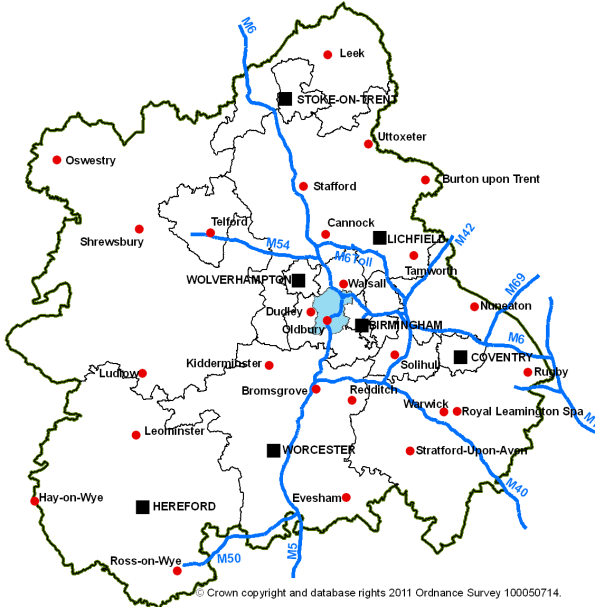 M6
Leek
STOKE-ON-TRENT
Uttoxeter
Oswestry
Burton upon Trent
Stafford
Telford
Cannock
Shrewsbury
M54
LICHFIELD
M42
M6 Toll
Tamworth
WOLVERHAMPTON
Walsall
M69
Nuneaton
Dudley
Oldbury
BIRMINGHAM
M6
Kidderminster
Solihull
COVENTRY
Ludlow
Rugby
Bromsgrove
Redditch
Warwick
Royal Leamington Spa
Leominster
WORCESTER
Stratford-Upon-Avon
M40
Hay-on-Wye
HEREFORD
Evesham
Ross-on-Wye
M50
M5
© Crown copyright and database rights 2011 Ordnance Survey 100050714.